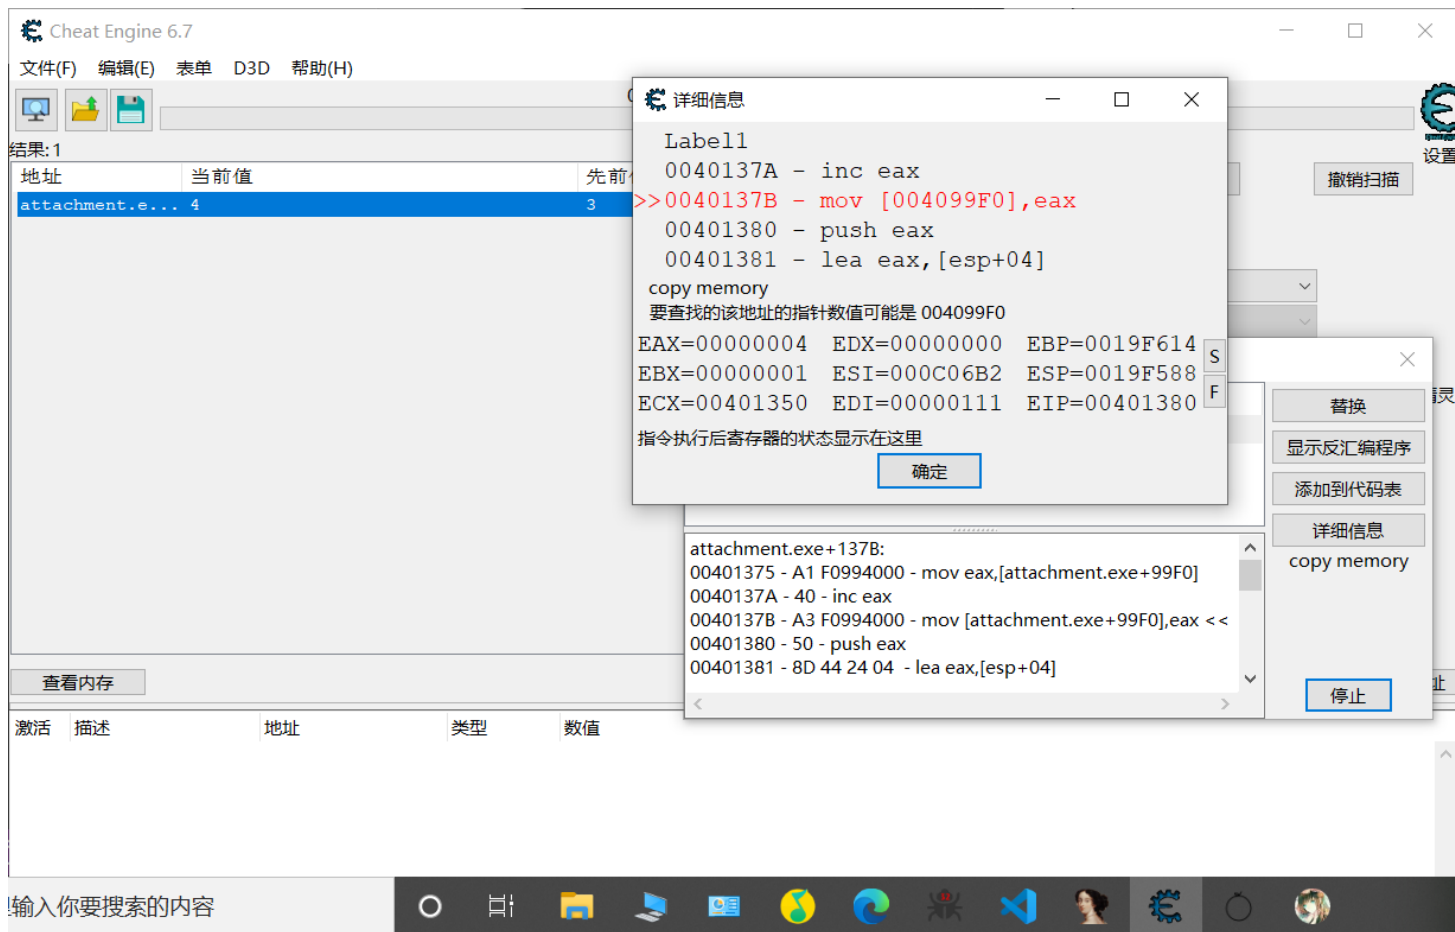 Cheat Engine 6.7
文件(F) 编辑(E) 表单 D3D 帮助(H)
结果:1
设置
地址 当前值 先前
attachment.e... 4 3
撤销扫描
详细信息
Label1
0040137A - inc eax
>>0040137B - mov [004099F0],eax
00401380 - push eax
00401381 - lea eax,[esp+04]
copy memory
要查找的该地址的指针数值可能是 004099F0
EAX=00000004 EDX=00000000 EBP=0019F614
EBX=00000001 ESI=000C06B2 ESP=0019F588
ECX=00401350 EDI=00000111 EIP=00401380
S
F
指令执行后寄存器的状态显示在这里
确定
替换
显示反汇编程序
添加到代码表
详细信息
copy memory
停止
attachment.exe+137B:
00401375 - A1 F0994000 - mov eax,[attachment.exe+99F0]
0040137A - 40 - inc eax
0040137B - A3 F0994000 - mov [attachment.exe+99F0],eax <<
00401380 - 50 - push eax
00401381 - 8D 44 24 04 - lea eax,[esp+04]
查看内存
址
激活 描述 地址 类型 数值
输入你要搜索的内容